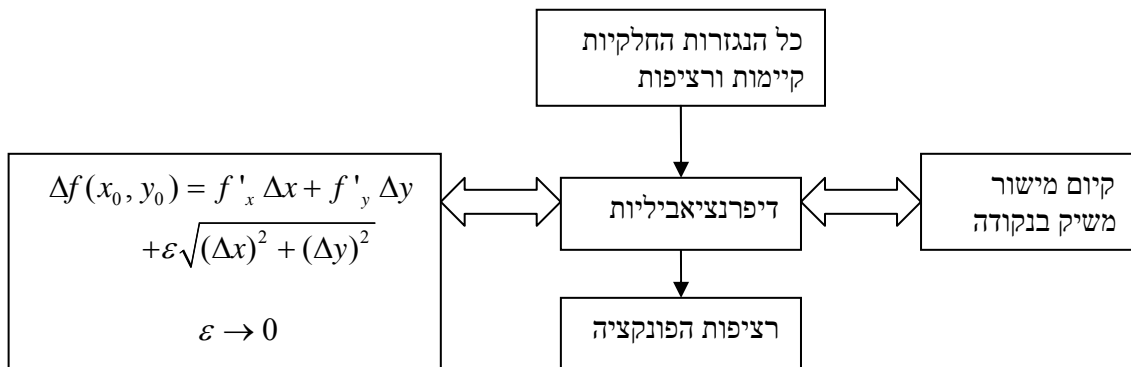 כל הנגזרות החלקיות
קיימות ורציפות
Δf(x₀, y₀) = f'ₓ Δx + f'ᵧ Δy
+ε√((Δx)² + (Δy)²)
ε → 0
דיפרנציאביליות
קיום מישור
משיק בנקודה
רציפות הפונקציה